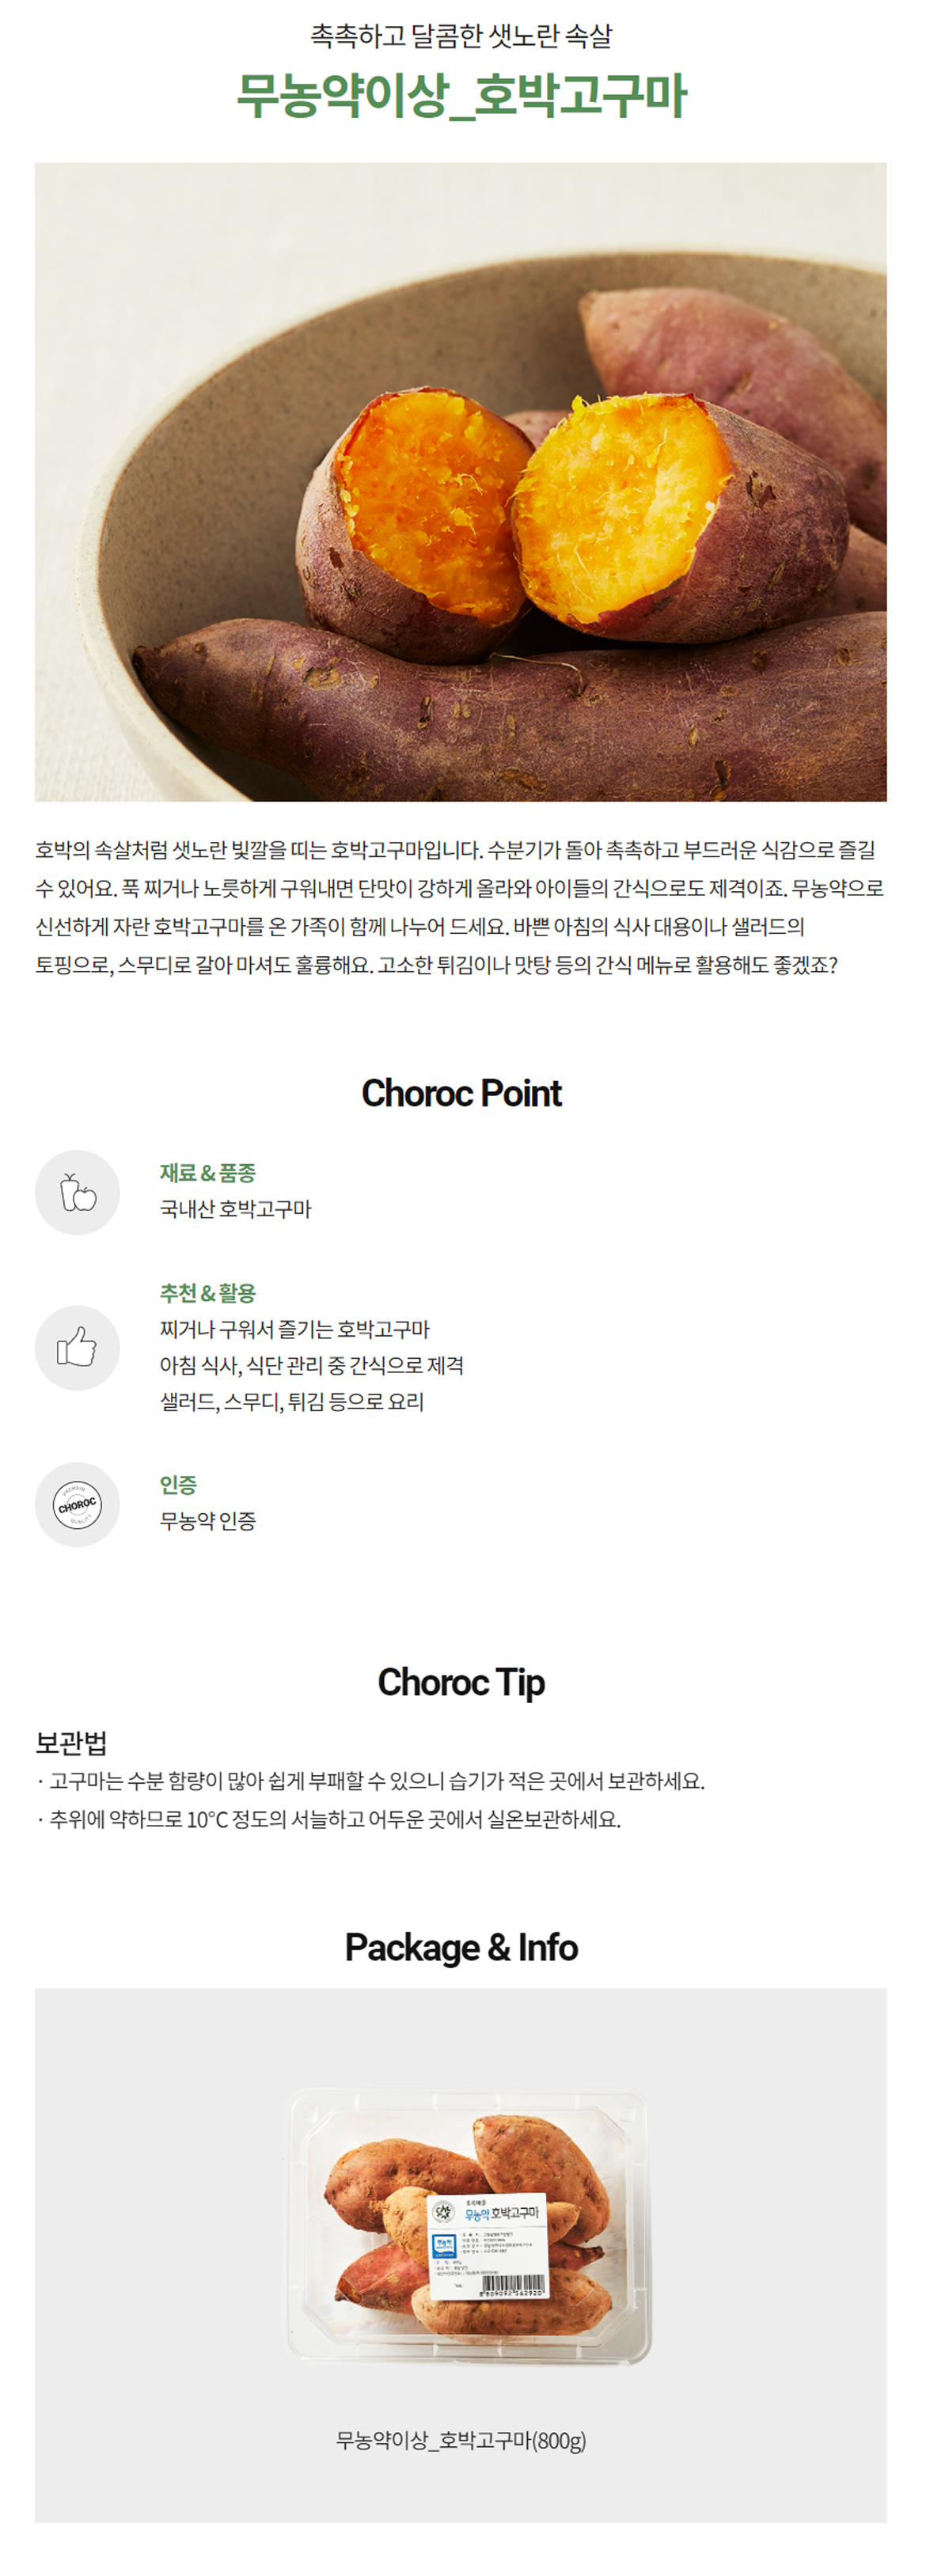 촉촉하고 달콤한 샛노란 속살
무농약이상_호박고구마
호박의 속살처럼 샛노란 빛깔을 띠는 호박고구마입니다. 수분기가 돌아 촉촉하고 부드러운 식감으로 즐길
수 있어요. 푹 찌거나 노릇하게 구워내면 단맛이 강하게 올라와 아이들의 간식으로도 제격이죠. 무농약으로
신선하게 자란 호박고구마를 온 가족이 함께 나누어 드세요. 바쁜 아침의 식사 대용이나 샐러드의
토핑으로, 스무디로 갈아 마셔도 훌륭해요. 고소한 튀김이나 맛탕 등의 간식 메뉴로 활용해도 좋겠죠?
Choroc Point
재료 & 품종
국내산 호박고구마
추천 & 활용
찌거나 구워서 즐기는 호박고구마
아침 식사, 식단 관리 중 간식으로 제격
샐러드, 스무디, 튀김 등으로 요리
PREMIUM
CHOROC
QUALITY
인증
무농약 인증
Choroc Tip
보관법
· 고구마는 수분 함량이 많아 쉽게 부패할 수 있으니 습기가 적은 곳에서 보관하세요.
· 추위에 약하므로 10°C 정도의 서늘하고 어두운 곳에서 실온보관하세요.
Package & Info
초록마을
무농약 호박고구마
무농약
8 809092 562920
무농약이상_호박고구마(800g)